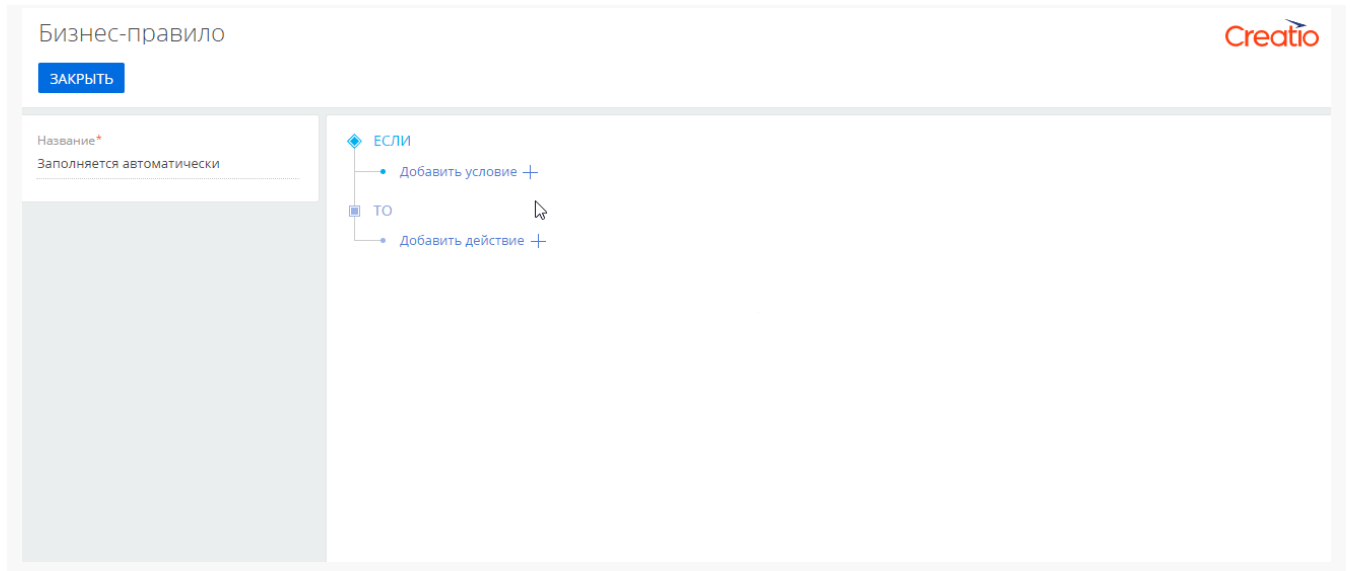 Бизнес-правило
Creatio
ЗАКРЫТЬ
Название*
Заполняется автоматически
ЕСЛИ
Добавить условие
ТО
Добавить действие